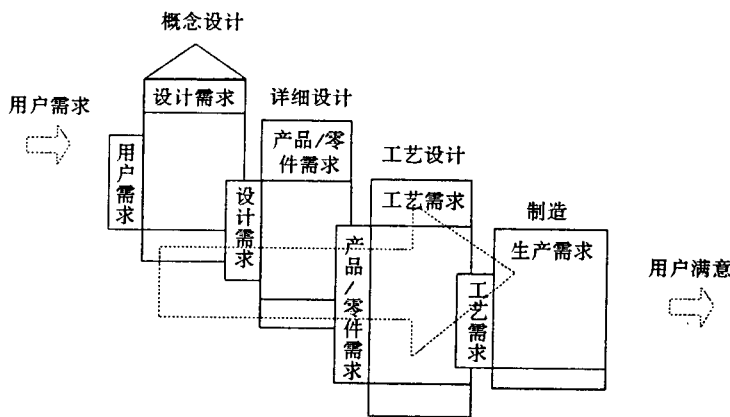 概念设计
用户需求
设计需求
用户需求
详细设计
产品/零
件需求
设计需求
工艺设计
工艺需求
产品/零件需求
制造
生产需求
工艺需求
用户满意